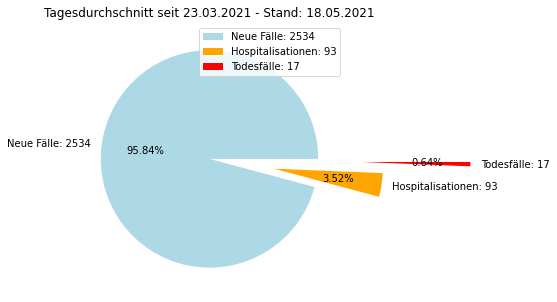 Tagesdurchschnitt seit 23.03.2021 - Stand: 18.05.2021
Neue Fälle: 2534
Hospitalisationen: 93
Todesfälle: 17
Neue Fälle: 2534
95.84%
0.64%
Todesfälle: 17
3.52%
Hospitalisationen: 93